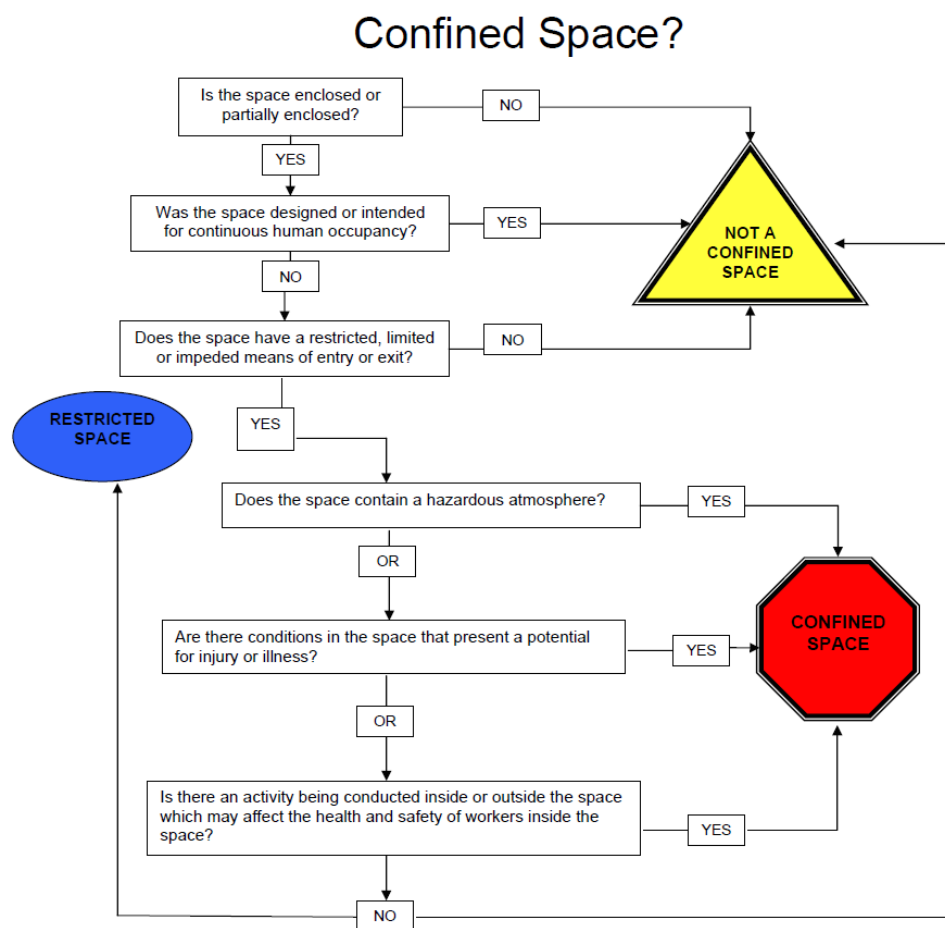 Confined Space?
Is the space enclosed or
partially enclosed?
NO
YES
Was the space designed or intended
for continuous human occupancy?
YES
NOT A
CONFINED
SPACE
NO
Does the space have a restricted, limited
or impeded means of entry or exit?
NO
RESTRICTED
SPACE
YES
Does the space contain a hazardous atmosphere?
YES
OR
CONFINED
SPACE
Are there conditions in the space that present a potential
for injury or illness?
YES
OR
Is there an activity being conducted inside or outside the space
which may affect the health and safety of workers inside the
space?
YES
NO